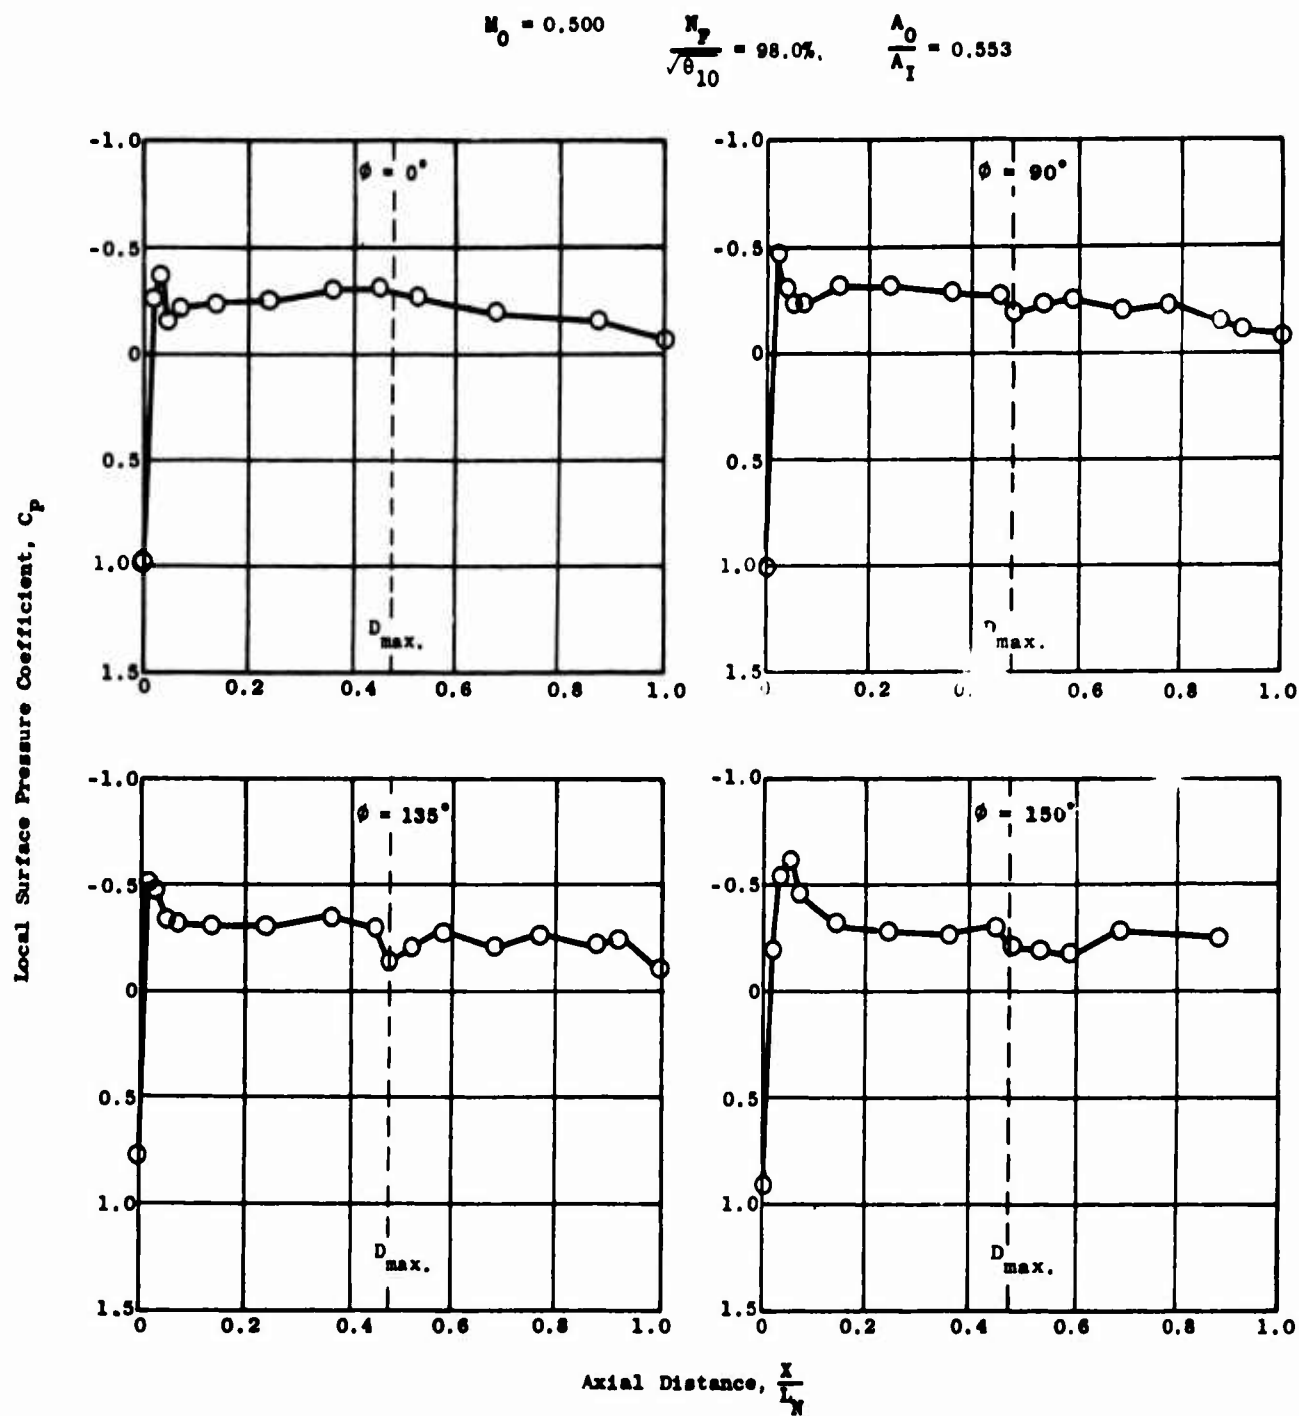 M0 = 0.500 NF/√θ10 = 98.0%, A0/AI = 0.553
Local Surface Pressure Coefficient, Cp
-1.0
-0.5
0
0.5
1.0
1.5
φ = 0°
Dmax.
0 0.2 0.4 0.6 0.8 1.0
-1.0
-0.5
0
0.5
1.0
1.5
φ = 90°
max.
0.2 0.6 0.8 1.0
-1.0
-0.5
0
0.5
1.0
1.5
φ = 135°
Dmax.
0 0.2 0.4 0.6 0.8 1.0
-1.0
-0.5
0
0.5
1.0
1.5
φ = 150°
Dmax.
0 0.2 0.4 0.6 0.8 1.0
Axial Distance, X/LN